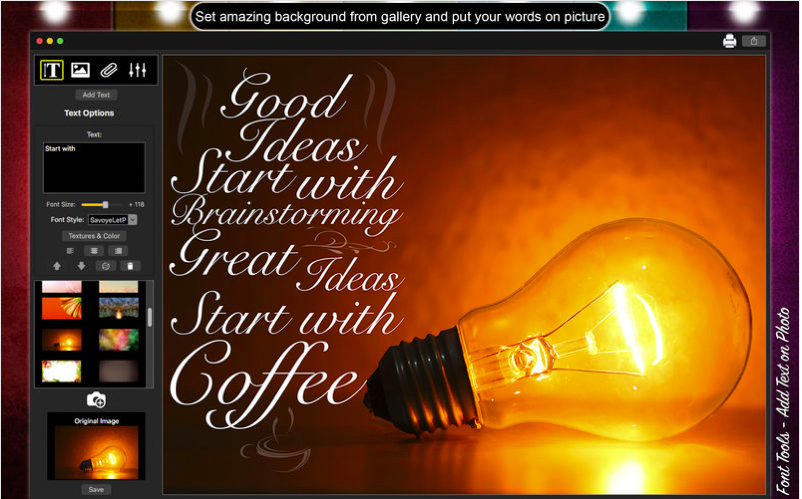 Set amazing background from gallery and put your words on picture
T
Add Text
Text Options
Text:
Start with
Font Size:
+ 118
Font Style:
SavoyeLetP
Textures & Color
Original Image
Save
Good
Ideas
Start with
Brainstorming
Great
Ideas
Start with
Coffee
Font Tools - Add Text on Photo